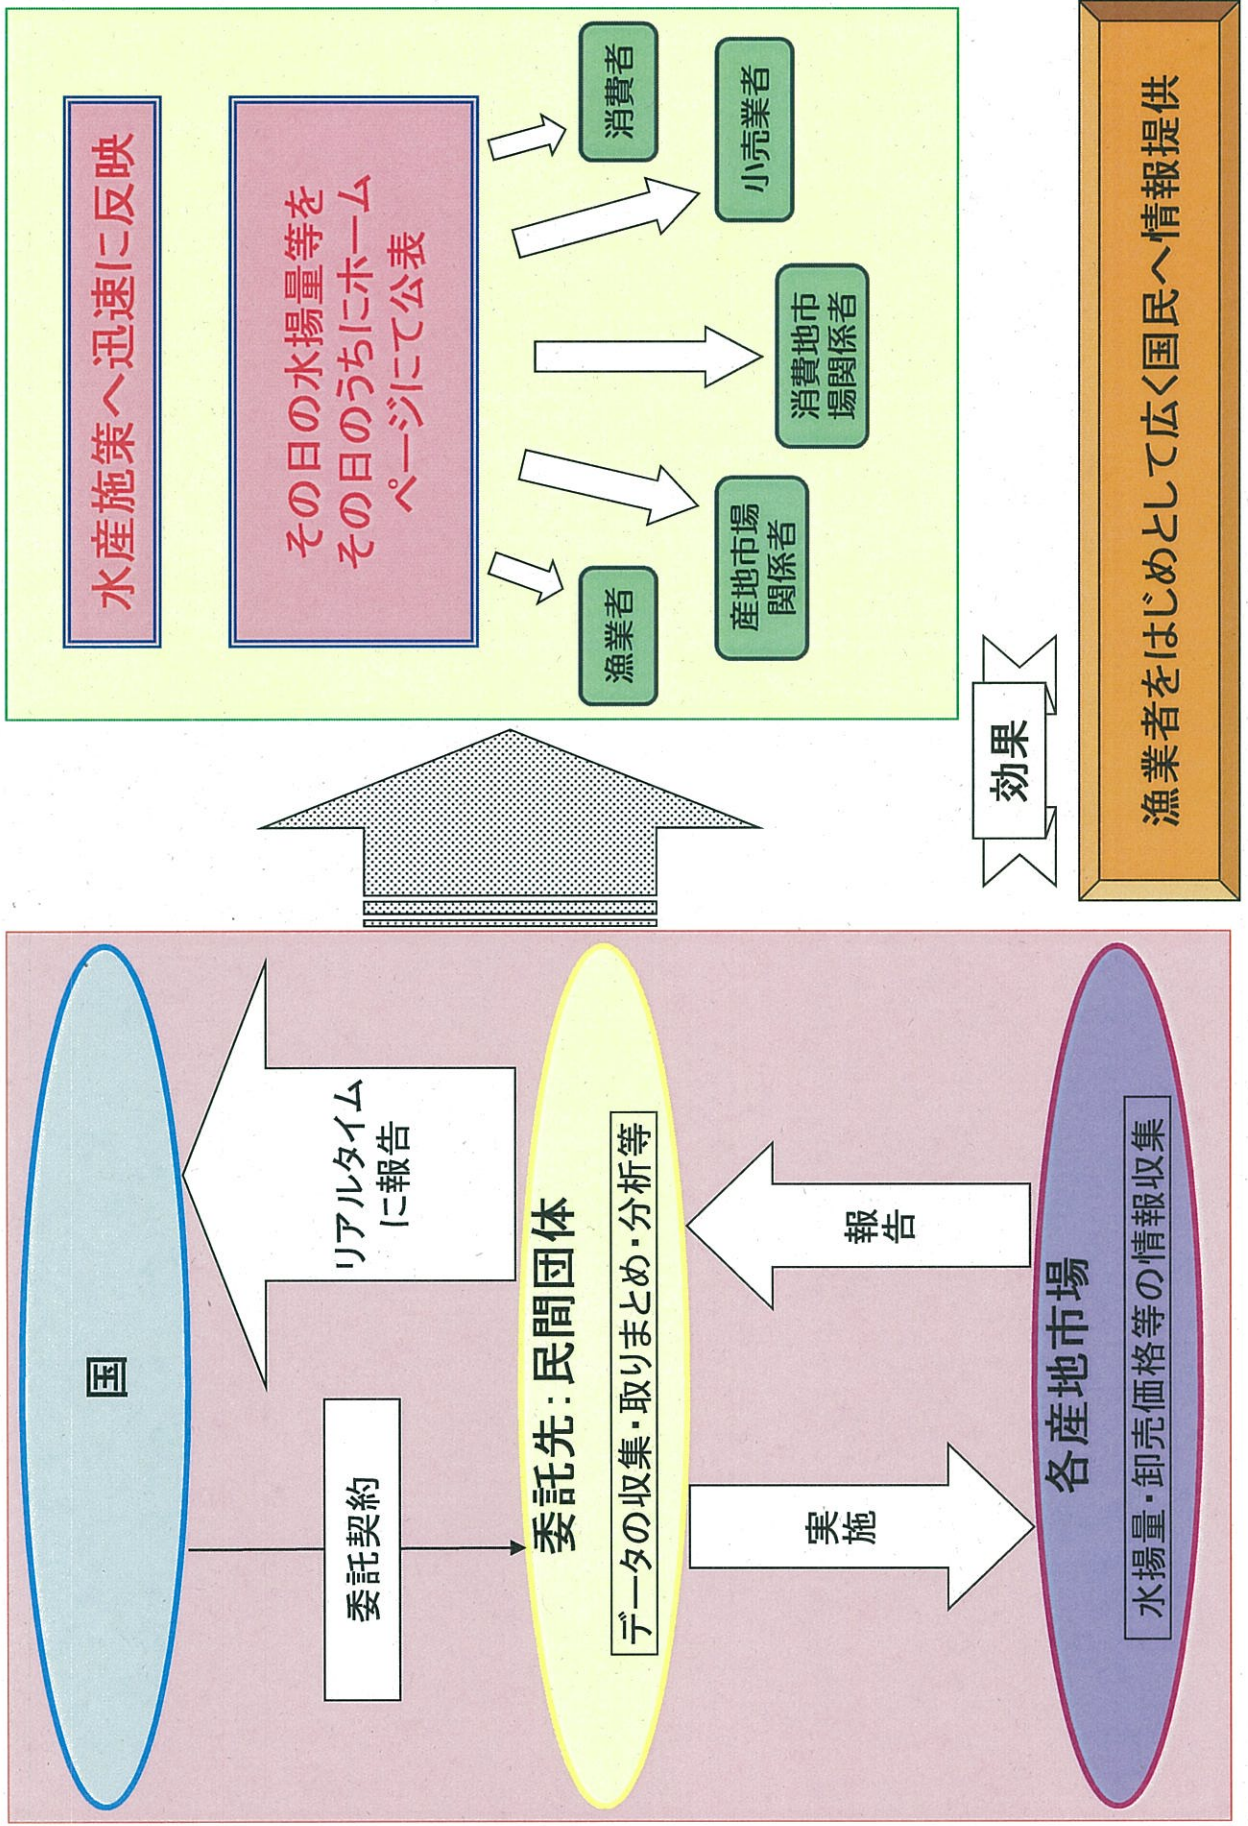 国
委託契約
リアルタイム
に報告
委託先：民間団体
データの収集・取りまとめ・分析等
実
施
報
告
各産地市場
水揚量・卸売価格等の情報収集
水産施策へ迅速に反映
その日の水揚量等を
その日のうちにホーム
ページにて公表
漁業者
産地市場
関係者
消費地市
場関係者
小売業者
消費者
効果
漁業者をはじめとして広く国民へ情報提供